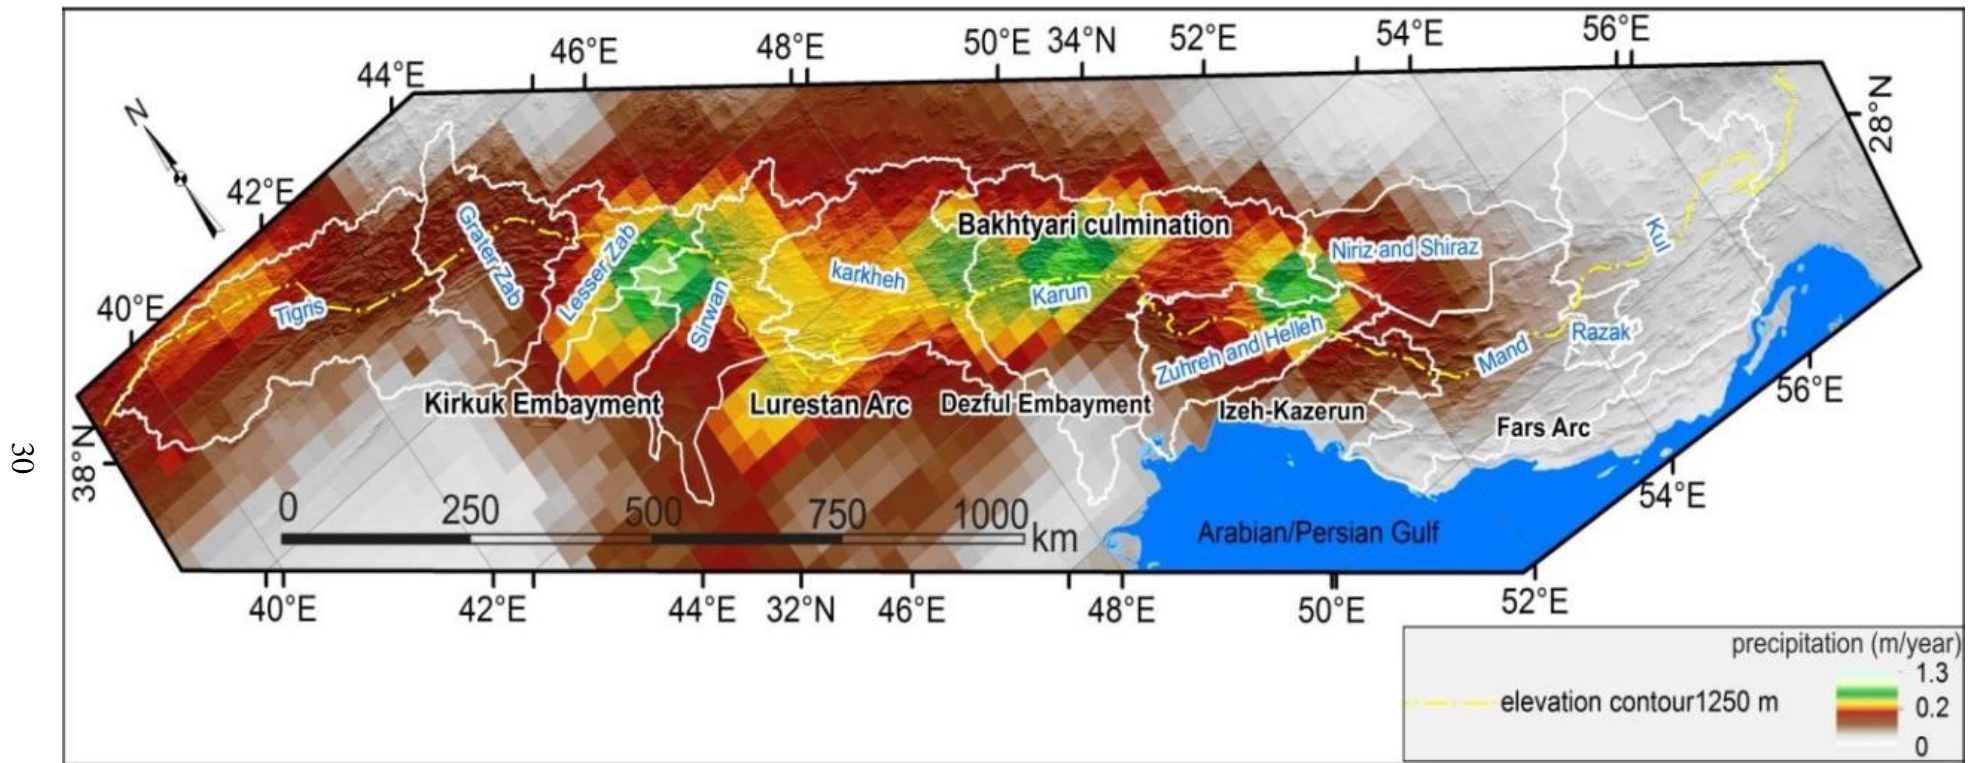 44°E
46°E
48°E
50°E
34°N
52°E
54°E
56°E
N
42°E
28°N
40°E
Tigris
Grater Zab
Lesser Zab
Sirwan
karkheh
Bakhtyari culmination
Karun
Niriz and Shiraz
Kul
Zuhreh and Helleh
Mand
Razak
Kirkuk Embayment
Lurestan Arc
Dezful Embayment
Izeh-Kazerun
Fars Arc
56°E
30
38°N
0 250 500 750 1000 km
Arabian/Persian Gulf
54°E
40°E
42°E
44°E
32°N
46°E
48°E
50°E
52°E
precipitation (m/year)
1.3
elevation contour1250 m
0.2
0